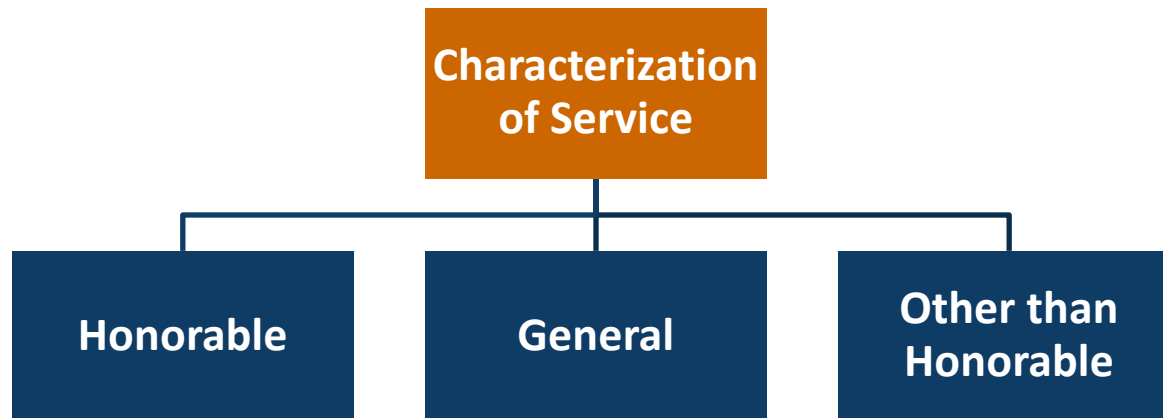 Characterization
of Service
Honorable
General
Other than
Honorable